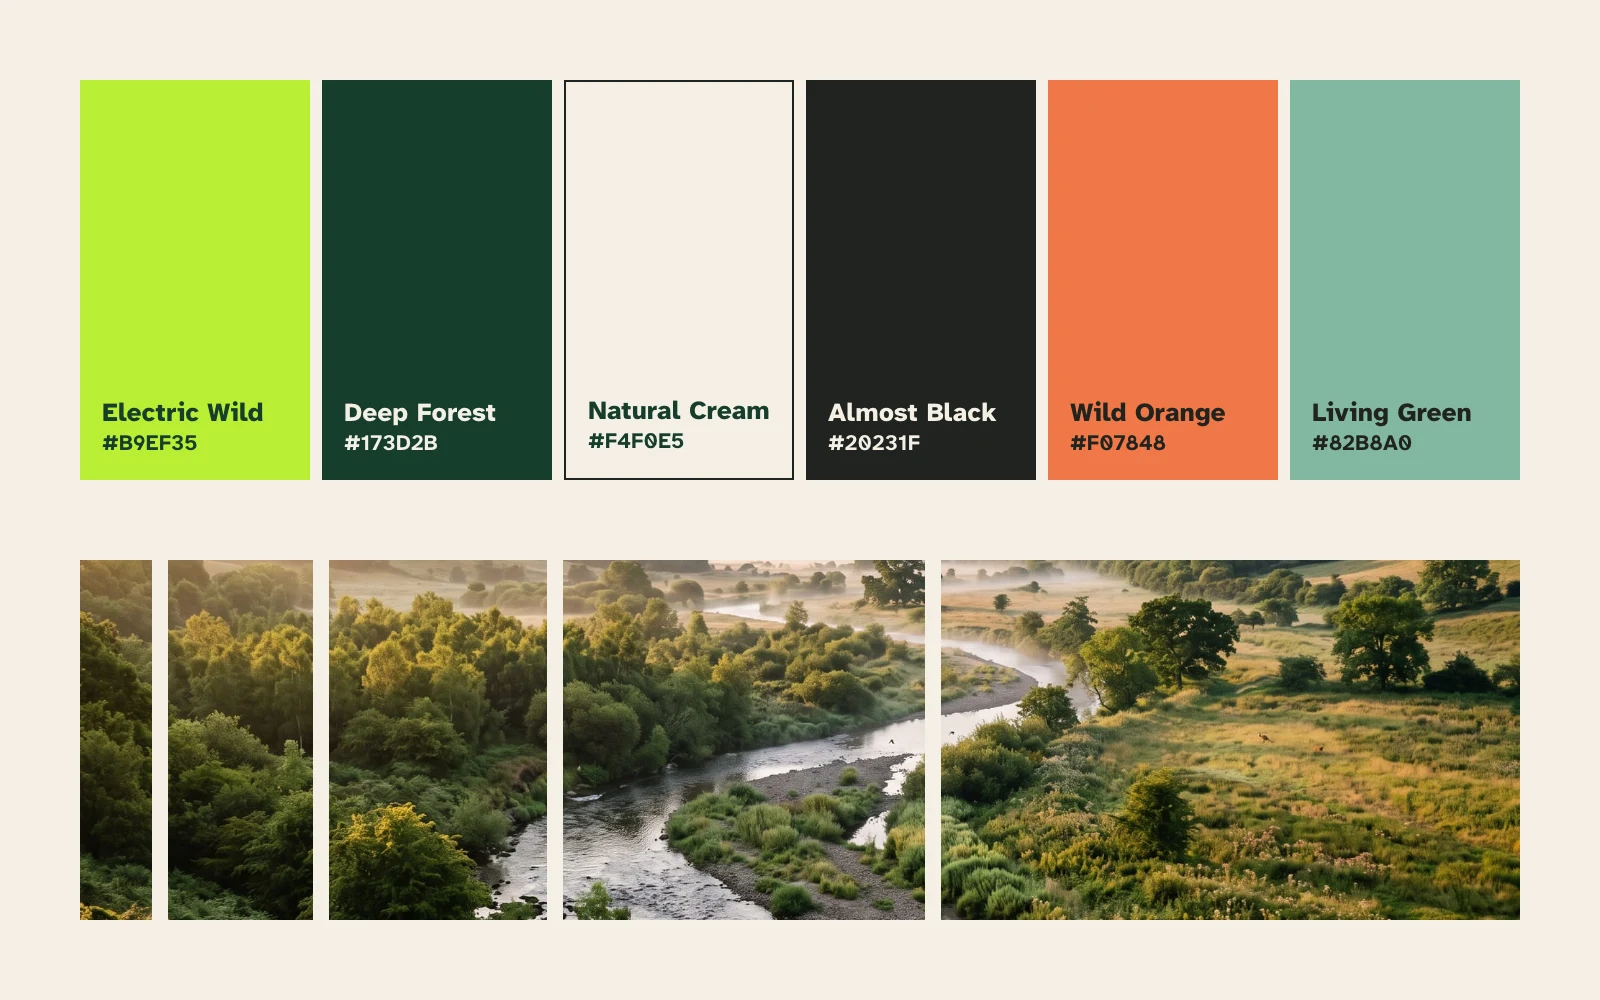 Electric Wild
#B9EF35
Deep Forest
#173D2B
Natural Cream
#F4F0E5
Almost Black
#20231F
Wild Orange
#F07848
Living Green
#82B8A0